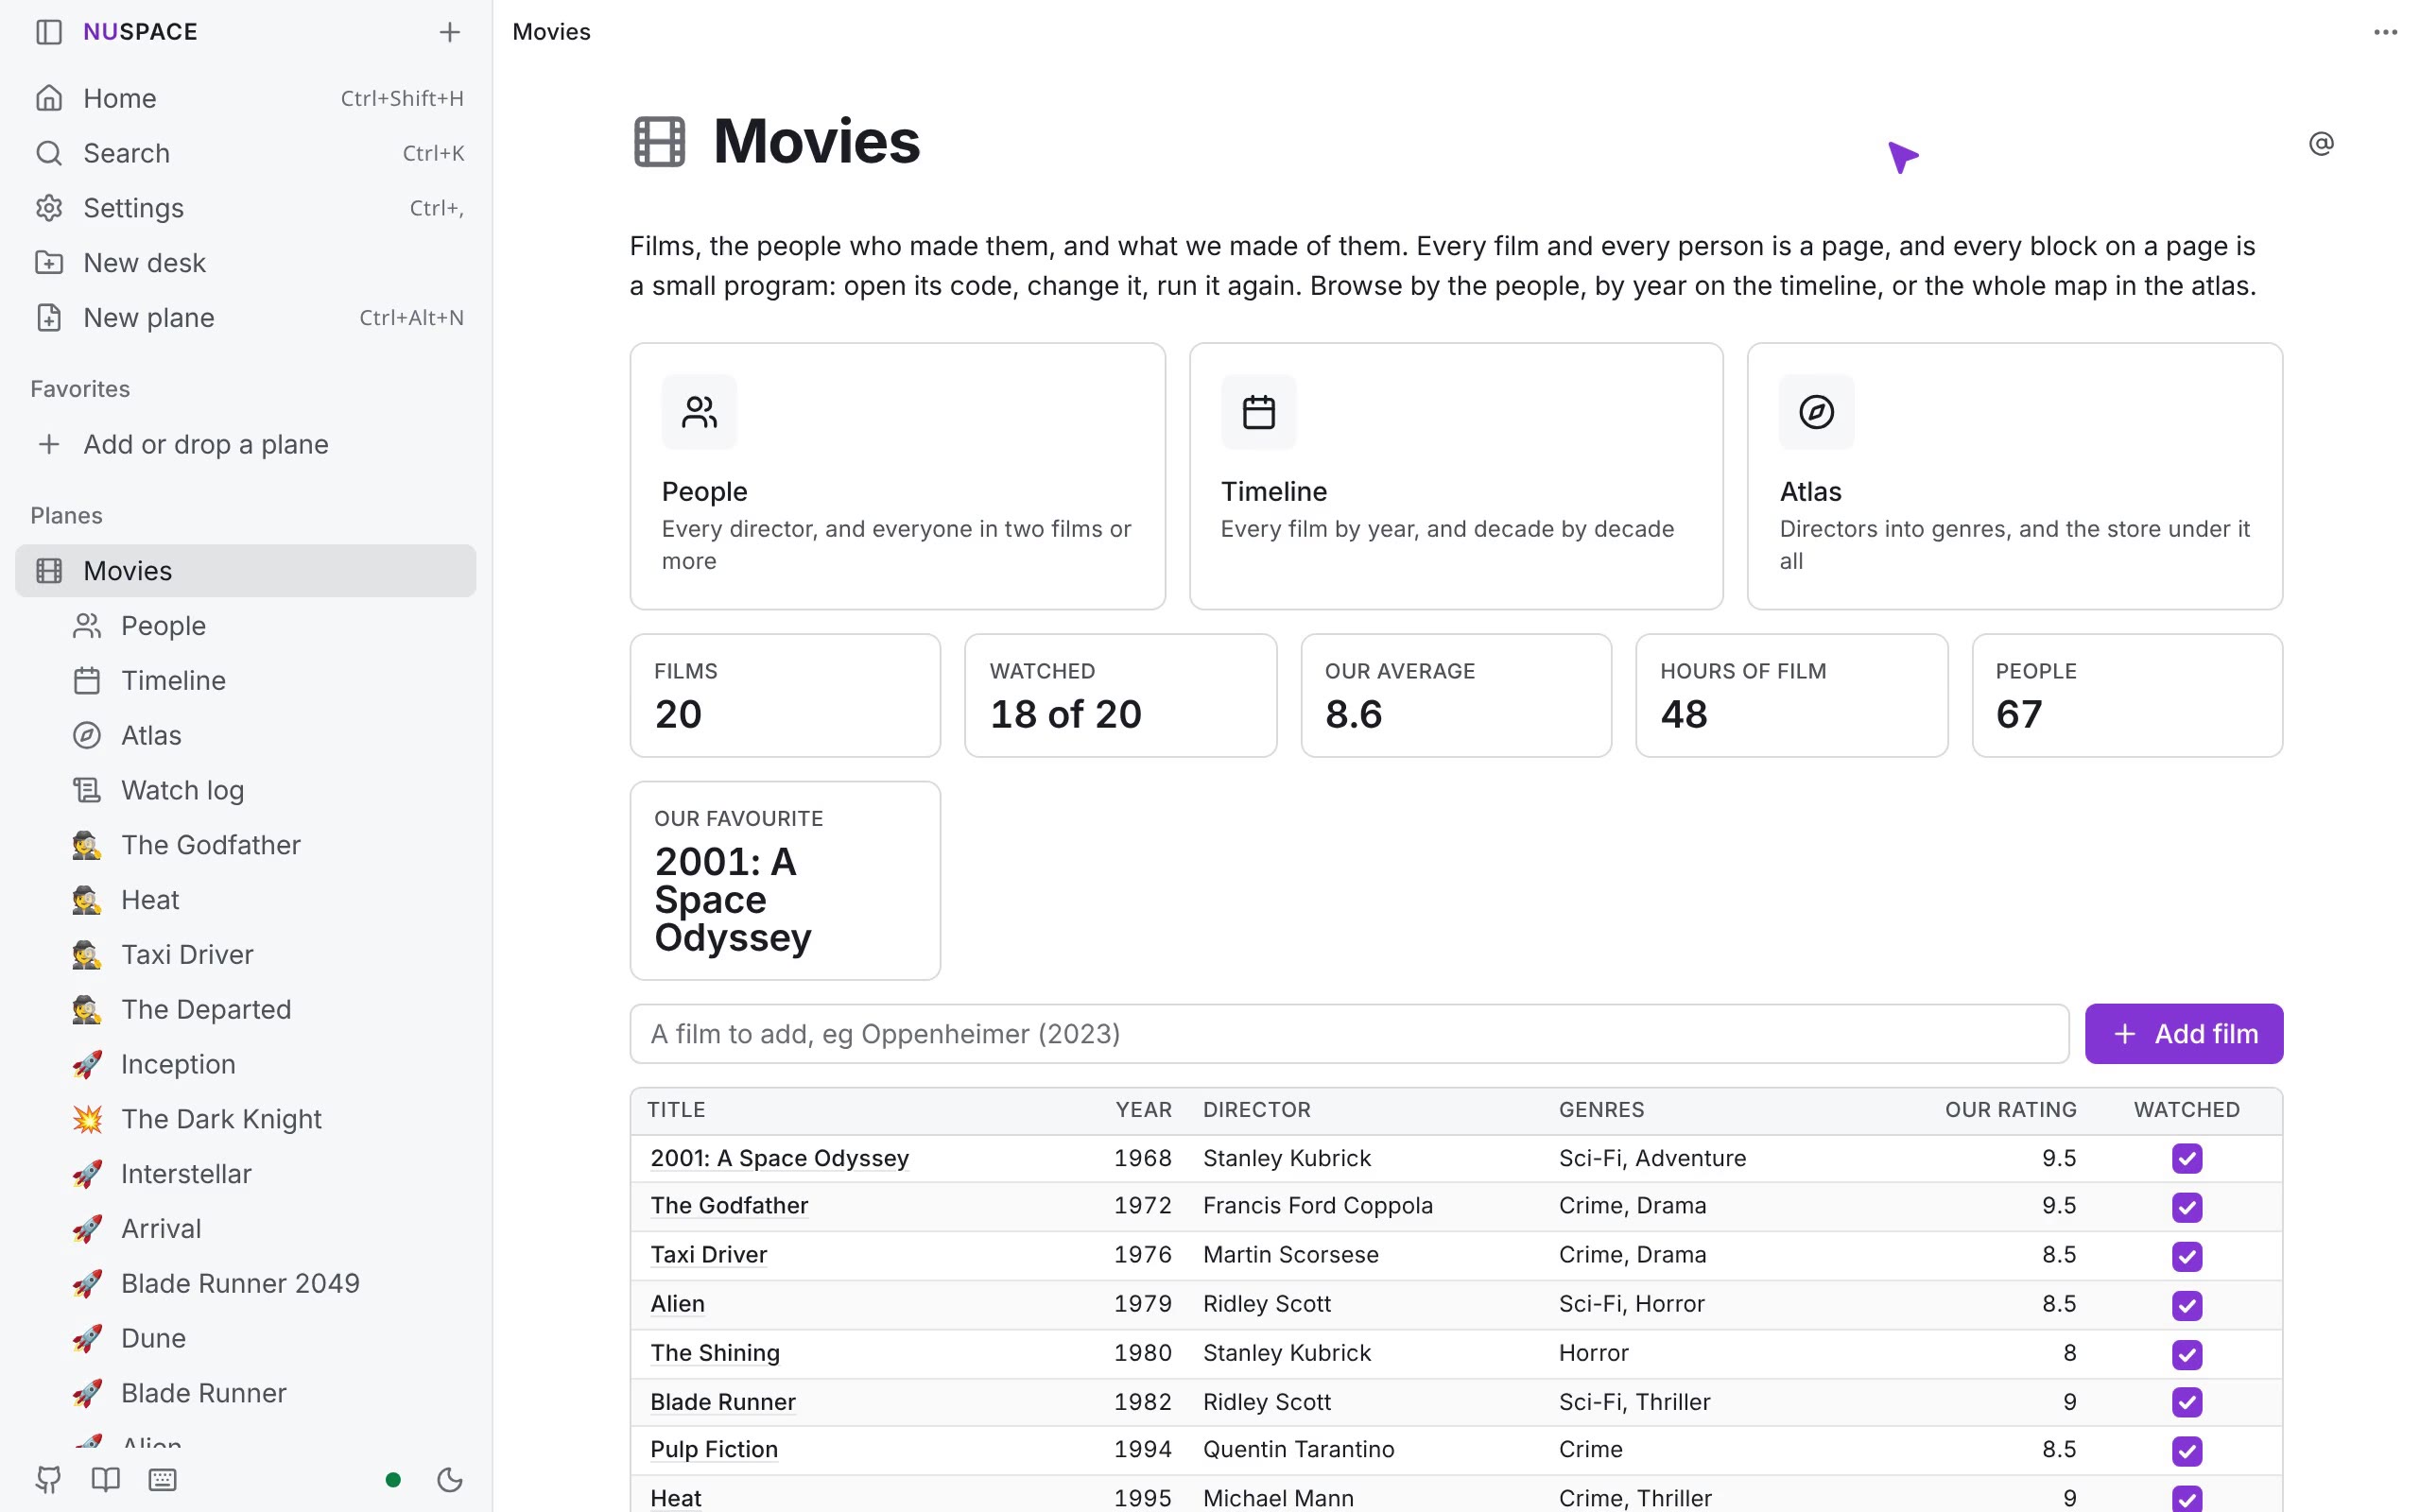 NUSPACE
Home Ctrl+Shift+H
Search Ctrl+K
Settings Ctrl+,
New desk
New plane Ctrl+Alt+N
Favorites
Add or drop a plane
Planes
Movies
People
Timeline
Atlas
Watch log
The Godfather
Heat
Taxi Driver
The Departed
Inception
The Dark Knight
Interstellar
Arrival
Blade Runner 2049
Dune
Blade Runner
Alien
Movies
Movies
@
Films, the people who made them, and what we made of them. Every film and every person is a page, and every block on a page is
a small program: open its code, change it, run it again. Browse by the people, by year on the timeline, or the whole map in the atlas.
People
Every director, and everyone in two films or
more
Timeline
Every film by year, and decade by decade
Atlas
Directors into genres, and the store under it
all
FILMS
20
WATCHED
18 of 20
OUR AVERAGE
8.6
HOURS OF FILM
48
PEOPLE
67
OUR FAVOURITE
2001: A
Space
Odyssey
A film to add, eg Oppenheimer (2023)
Add film
TITLE YEAR DIRECTOR GENRES OUR RATING WATCHED
2001: A Space Odyssey 1968 Stanley Kubrick Sci-Fi, Adventure 9.5
The Godfather 1972 Francis Ford Coppola Crime, Drama 9.5
Taxi Driver 1976 Martin Scorsese Crime, Drama 8.5
Alien 1979 Ridley Scott Sci-Fi, Horror 8.5
The Shining 1980 Stanley Kubrick Horror 8
Blade Runner 1982 Ridley Scott Sci-Fi, Thriller 9
Pulp Fiction 1994 Quentin Tarantino Crime 8.5
Heat 1995 Michael Mann Crime, Thriller 9